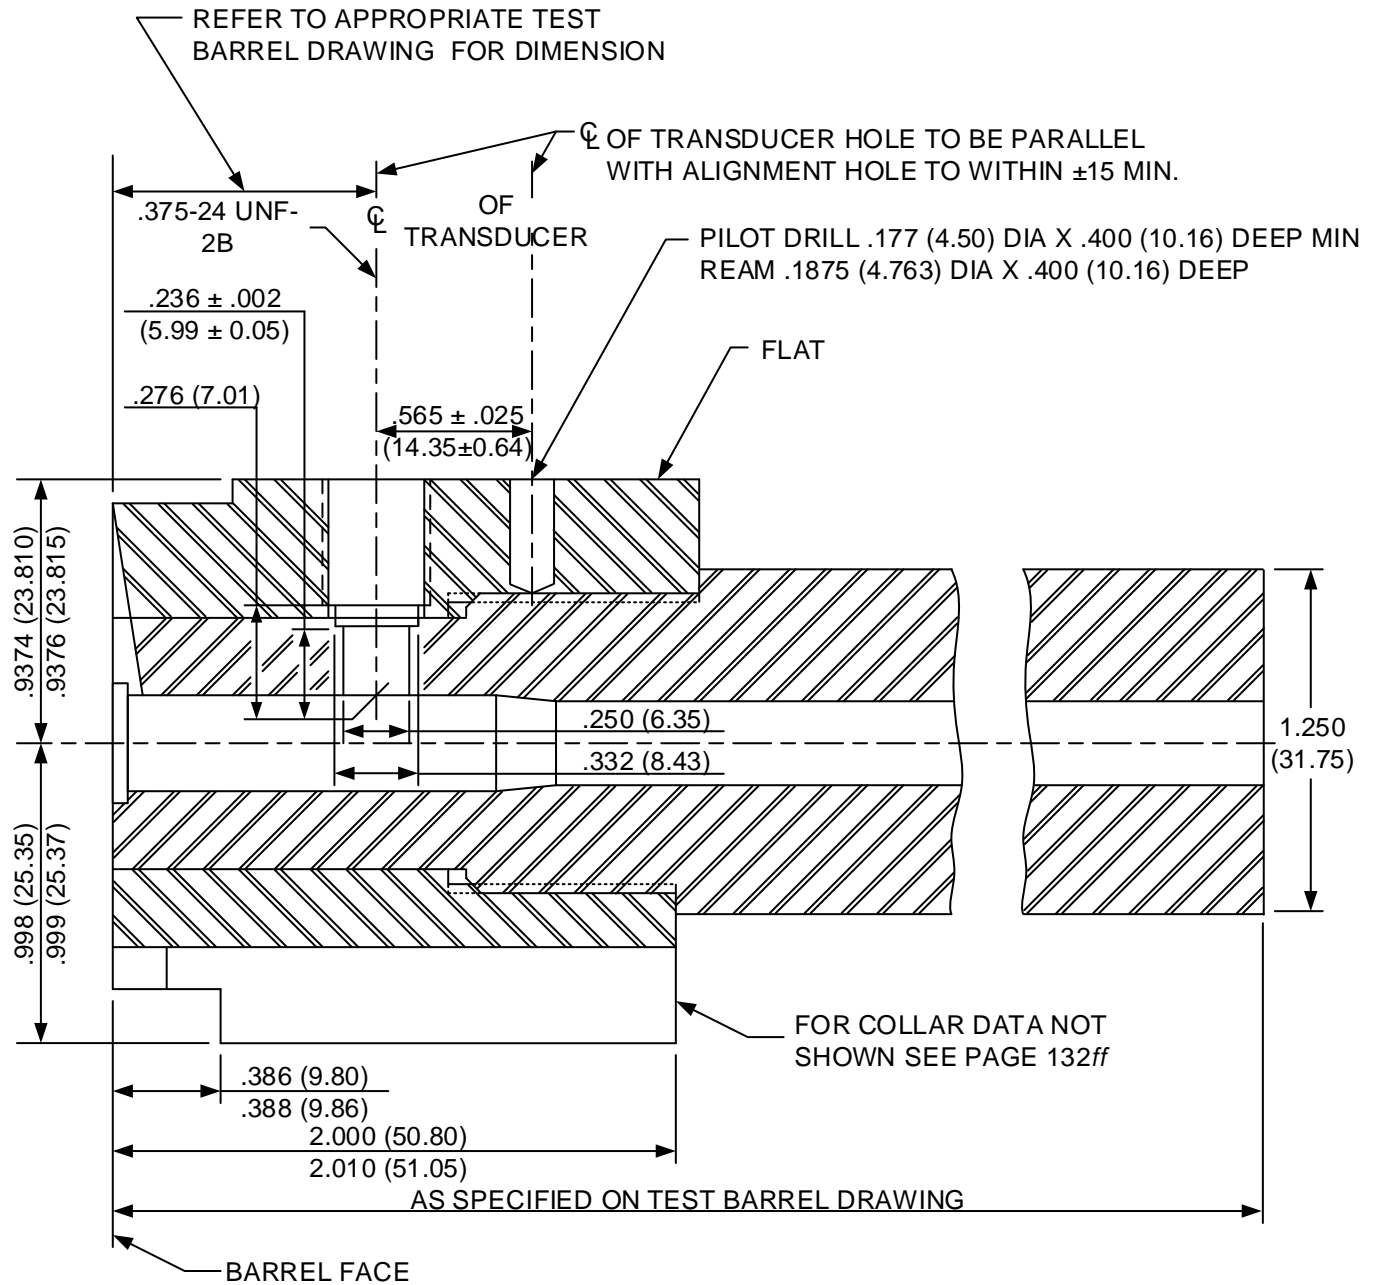 REFER TO APPROPRIATE TEST
BARREL DRAWING FOR DIMENSION
℄ OF TRANSDUCER HOLE TO BE PARALLEL
WITH ALIGNMENT HOLE TO WITHIN ±15 MIN.
.375-24 UNF-
2B
℄ OF
TRANSDUCER
PILOT DRILL .177 (4.50) DIA X .400 (10.16) DEEP MIN
REAM .1875 (4.763) DIA X .400 (10.16) DEEP
.236 ± .002
(5.99 ± 0.05)
FLAT
.276 (7.01)
.565 ± .025
(14.35±0.64)
.9374 (23.810)
.9376 (23.815)
.250 (6.35)
.332 (8.43)
1.250
(31.75)
.998 (25.35)
.999 (25.37)
FOR COLLAR DATA NOT
SHOWN SEE PAGE 132ff
.386 (9.80)
.388 (9.86)
2.000 (50.80)
2.010 (51.05)
AS SPECIFIED ON TEST BARREL DRAWING
BARREL FACE